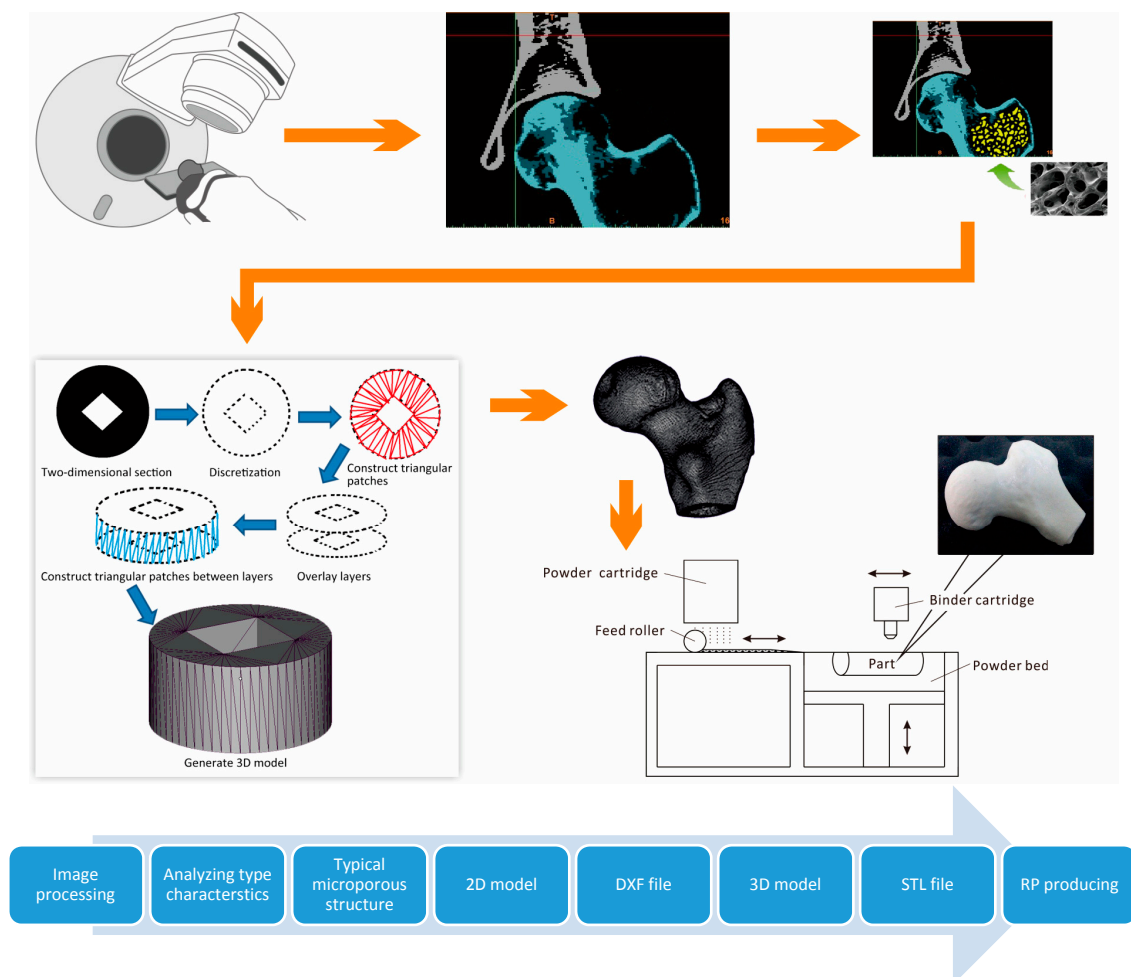 T
B
16
B
16
Two-dimensional section
Discretization
Construct triangular
patches
Construct triangular patches between layers
Overlay layers
Generate 3D model
Powder cartridge
Feed roller
Binder cartridge
Part
Powder bed
Image
processing
Analyzing type
characterstics
Typical
microporous
structure
2D model
DXF file
3D model
STL file
RP producing